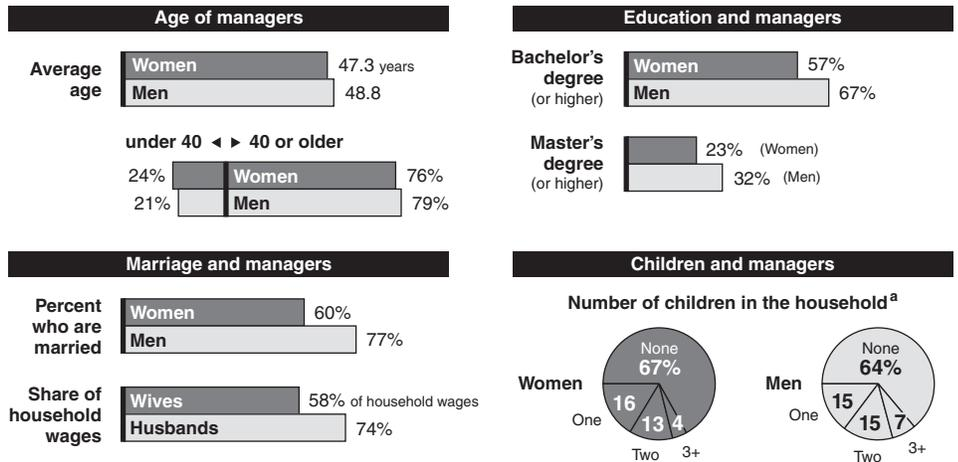 Age of managers
Average age
Women 47.3 years
Men 48.8
under 40 ◄ ► 40 or older
24% Women 76%
21% Men 79%
Education and managers
Bachelor's degree (or higher)
Women 57%
Men 67%
Master's degree (or higher)
23% (Women)
32% (Men)
Marriage and managers
Percent who are married
Women 60%
Men 77%
Share of household wages
Wives 58% of household wages
Husbands 74%
Children and managers
Number of children in the householdª
Women
None
67%
One 16
Two 13
3+ 4
Men
None
64%
One 15
Two 15
3+ 7